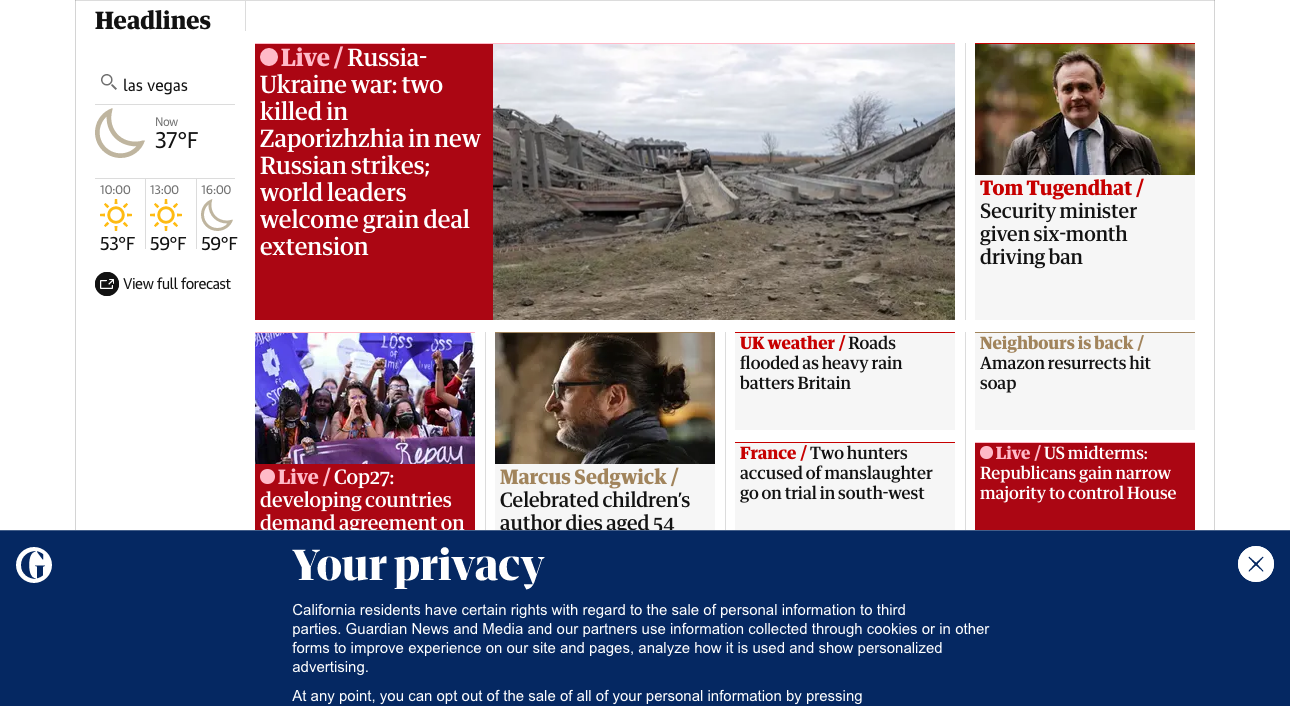 Headlines
las vegas
Now
37°F
10:00
13:00
16:00
53°F
59°F
59°F
View full forecast
Live / Russia-
Ukraine war: two
killed in
Zaporizhzhia in new
Russian strikes;
world leaders
welcome grain deal
extension
Tom Tugendhat /
Security minister
given six-month
driving ban
LOSS
OSS
Repay
Live / Cop27:
developing countries
demand agreement on
Marcus Sedgwick /
Celebrated children’s
author dies aged 54
UK weather / Roads
flooded as heavy rain
batters Britain
France / Two hunters
accused of manslaughter
go on trial in south-west
Neighbours is back /
Amazon resurrects hit
soap
Live / US midterms:
Republicans gain narrow
majority to control House
Your privacy
California residents have certain rights with regard to the sale of personal information to third
parties. Guardian News and Media and our partners use information collected through cookies or in other
forms to improve experience on our site and pages, analyze how it is used and show personalized
advertising.
At any point, you can opt out of the sale of all of your personal information by pressing